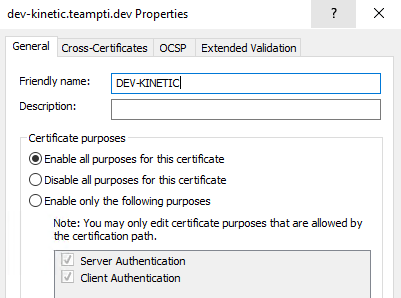 dev-kinetic.teampti.dev Properties
? ×
General Cross-Certificates OCSP Extended Validation
Friendly name: DEV-KINETIC
Description:
Certificate purposes
Enable all purposes for this certificate
Disable all purposes for this certificate
Enable only the following purposes
Note: You may only edit certificate purposes that are allowed by
the certification path.
Server Authentication
Client Authentication